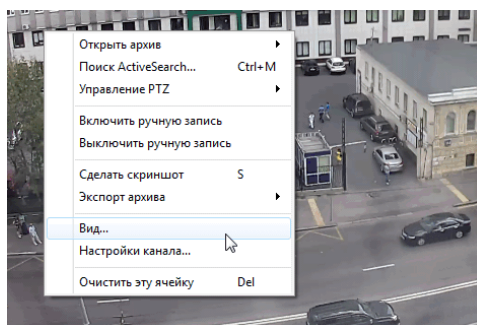 Открыть архив
Поиск ActiveSearch... Ctrl+M
Управление PTZ
Включить ручную запись
Выключить ручную запись
Сделать скриншот S
Экспорт архива
Вид...
Настройки канала...
Очистить эту ячейку Del